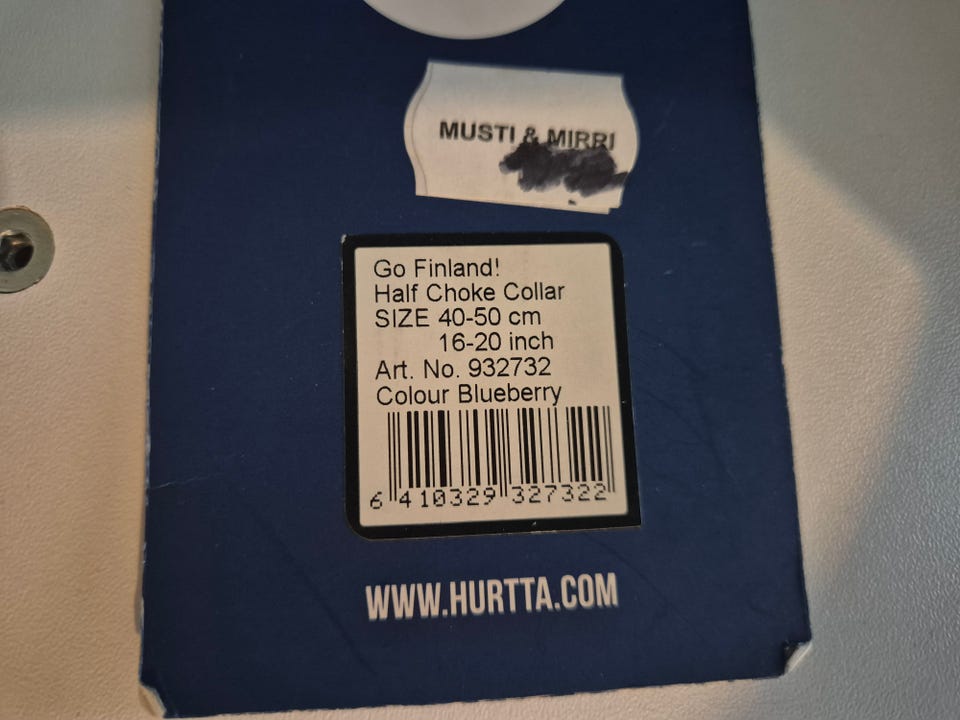 MUSTI & MIRRI
Go Finland!
Half Choke Collar
SIZE 40-50 cm
16-20 inch
Art. No. 932732
Colour Blueberry
6 410329 327322
WWW.HURTTA.COM